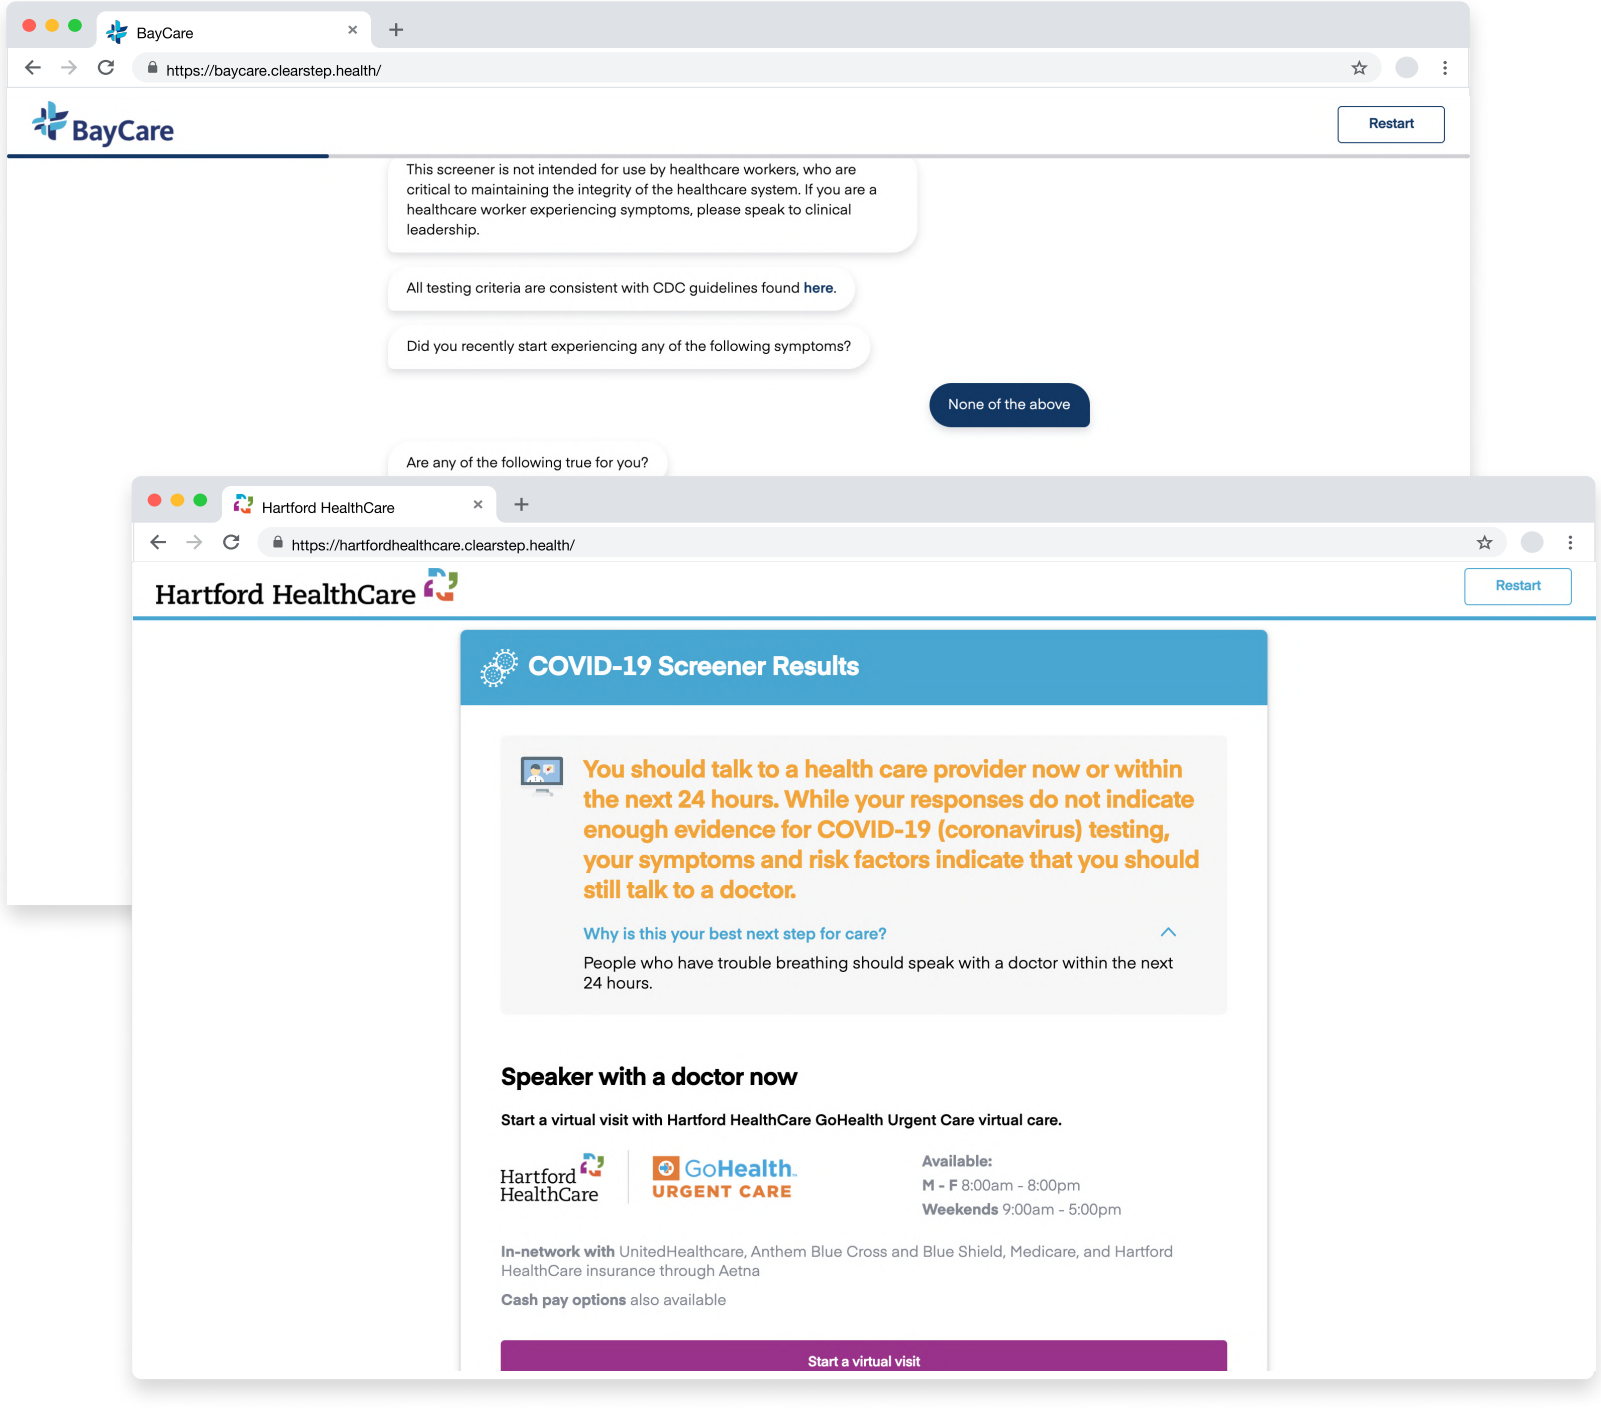 BayCare
https://baycare.clearstep.health/
BayCare
Restart
This screener is not intended for use by healthcare workers, who are
critical to maintaining the integrity of the healthcare system. If you are a
healthcare worker experiencing symptoms, please speak to clinical
leadership.
All testing criteria are consistent with CDC guidelines found here.
Did you recently start experiencing any of the following symptoms?
None of the above
Are any of the following true for you?
Hartford HealthCare
https://hartfordhealthcare.clearstep.health/
Hartford HealthCare
Restart
COVID-19 Screener Results
You should talk to a health care provider now or within
the next 24 hours. While your responses do not indicate
enough evidence for COVID-19 (coronavirus) testing,
your symptoms and risk factors indicate that you should
still talk to a doctor.
Why is this your best next step for care?
People who have trouble breathing should speak with a doctor within the next
24 hours.
Speaker with a doctor now
Start a virtual visit with Hartford HealthCare GoHealth Urgent Care virtual care.
Hartford
HealthCare
GoHealth
URGENT CARE
Available:
M - F 8:00am - 8:00pm
Weekends 9:00am - 5:00pm
In-network with UnitedHealthcare, Anthem Blue Cross and Blue Shield, Medicare, and Hartford
HealthCare insurance through Aetna
Cash pay options also available
Start a virtual visit